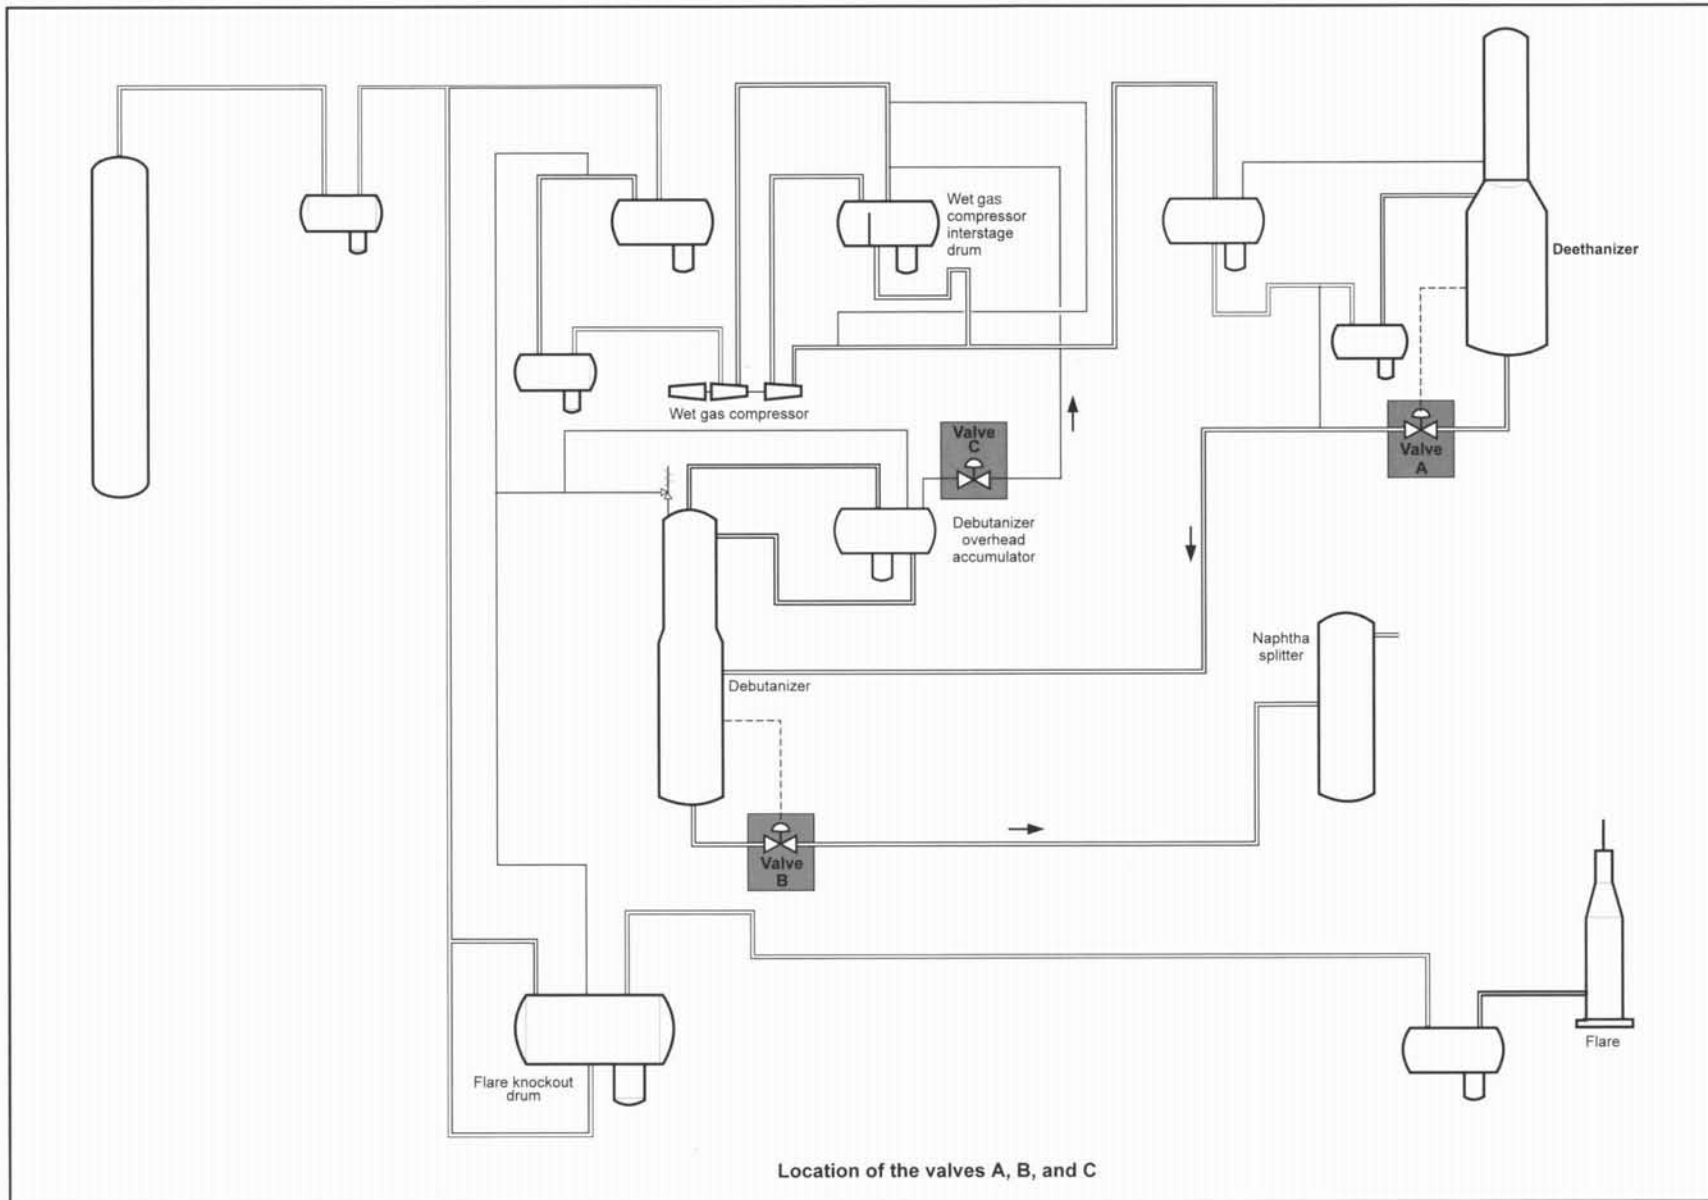 Wet gas
compressor
interstage
drum
Deethanizer
Wet gas compressor
Valve
C
Valve
A
Debutanizer
overhead
accumulator
Naphtha
splitter
Debutanizer
Valve
B
Flare knockout
drum
Flare
Location of the valves A, B, and C